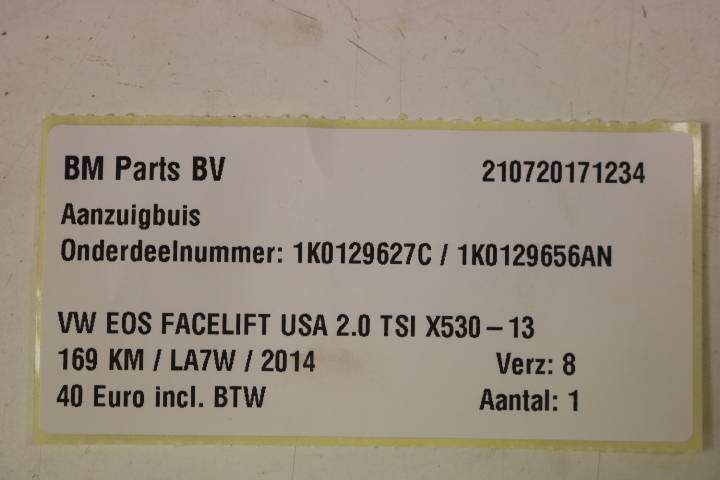 BM Parts BV 210720171234
Aanzuigbuis
Onderdeelnummer: 1K0129627C / 1K0129656AN
VW EOS FACELIFT USA 2.0 TSI X530 – 13
169 KM / LA7W / 2014 Verz: 8
40 Euro incl. BTW Aantal: 1